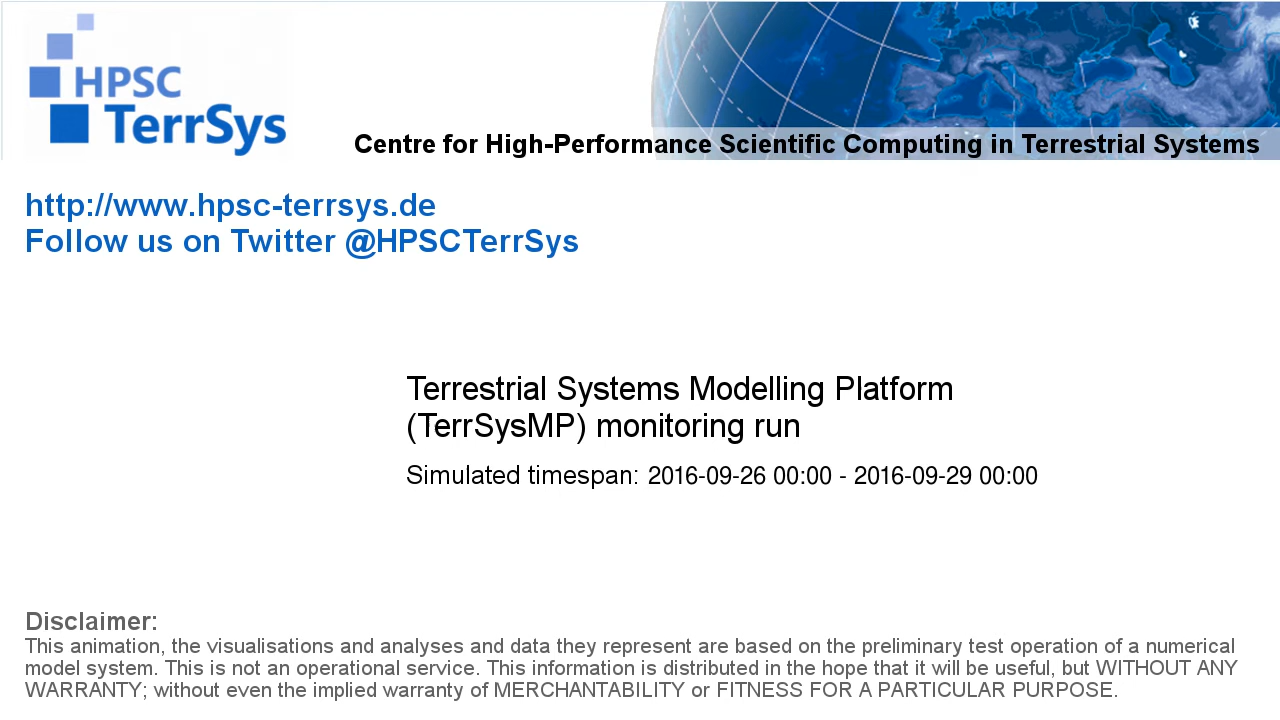 HPSC
TerrSys
Centre for High-Performance Scientific Computing in Terrestrial Systems
http://www.hpsc-terrsys.de
Follow us on Twitter @HPSCTerrSys
Terrestrial Systems Modelling Platform
(TerrSysMP) monitoring run
Simulated timespan: 2016-09-26 00:00 - 2016-09-29 00:00
Disclaimer:
This animation, the visualisations and analyses and data they represent are based on the preliminary test operation of a numerical
model system. This is not an operational service. This information is distributed in the hope that it will be useful, but WITHOUT ANY
WARRANTY; without even the implied warranty of MERCHANTABILITY or FITNESS FOR A PARTICULAR PURPOSE.